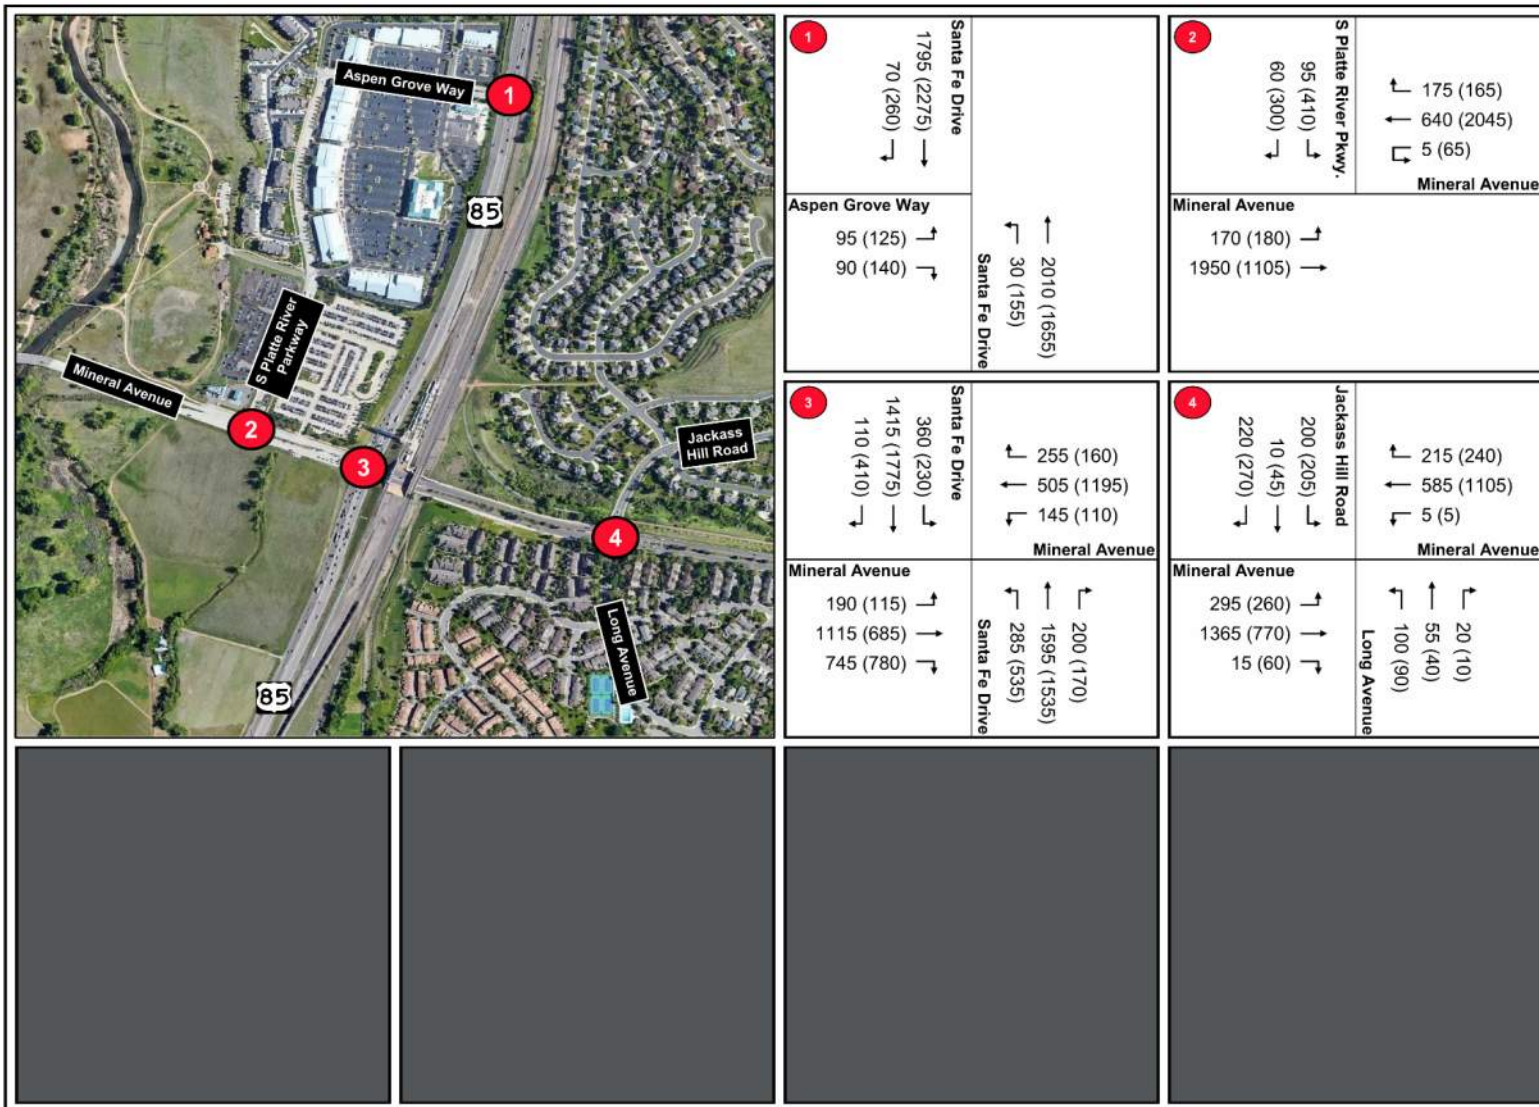 Aspen Grove Way
1
85
S Platte River
Parkway
Mineral Avenue
2
3
Jackass
Hill Road
4
Long Avenue
85
1
Santa Fe Drive
1795 (2275)
70 (260)
Aspen Grove Way
95 (125)
90 (140)
2010 (1655)
30 (155)
Santa Fe Drive
2
S Platte River Pkwy.
95 (410)
60 (300)
175 (165)
640 (2045)
5 (65)
Mineral Avenue
Mineral Avenue
170 (180)
1950 (1105)
3
Santa Fe Drive
360 (230)
1415 (1775)
110 (410)
255 (160)
505 (1195)
145 (110)
Mineral Avenue
Mineral Avenue
190 (115)
1115 (685)
745 (780)
200 (170)
1595 (1535)
285 (535)
Santa Fe Drive
4
Jackass Hill Road
200 (205)
10 (45)
220 (270)
215 (240)
585 (1105)
5 (5)
Mineral Avenue
Mineral Avenue
295 (260)
1365 (770)
15 (60)
20 (10)
55 (40)
100 (90)
Long Avenue